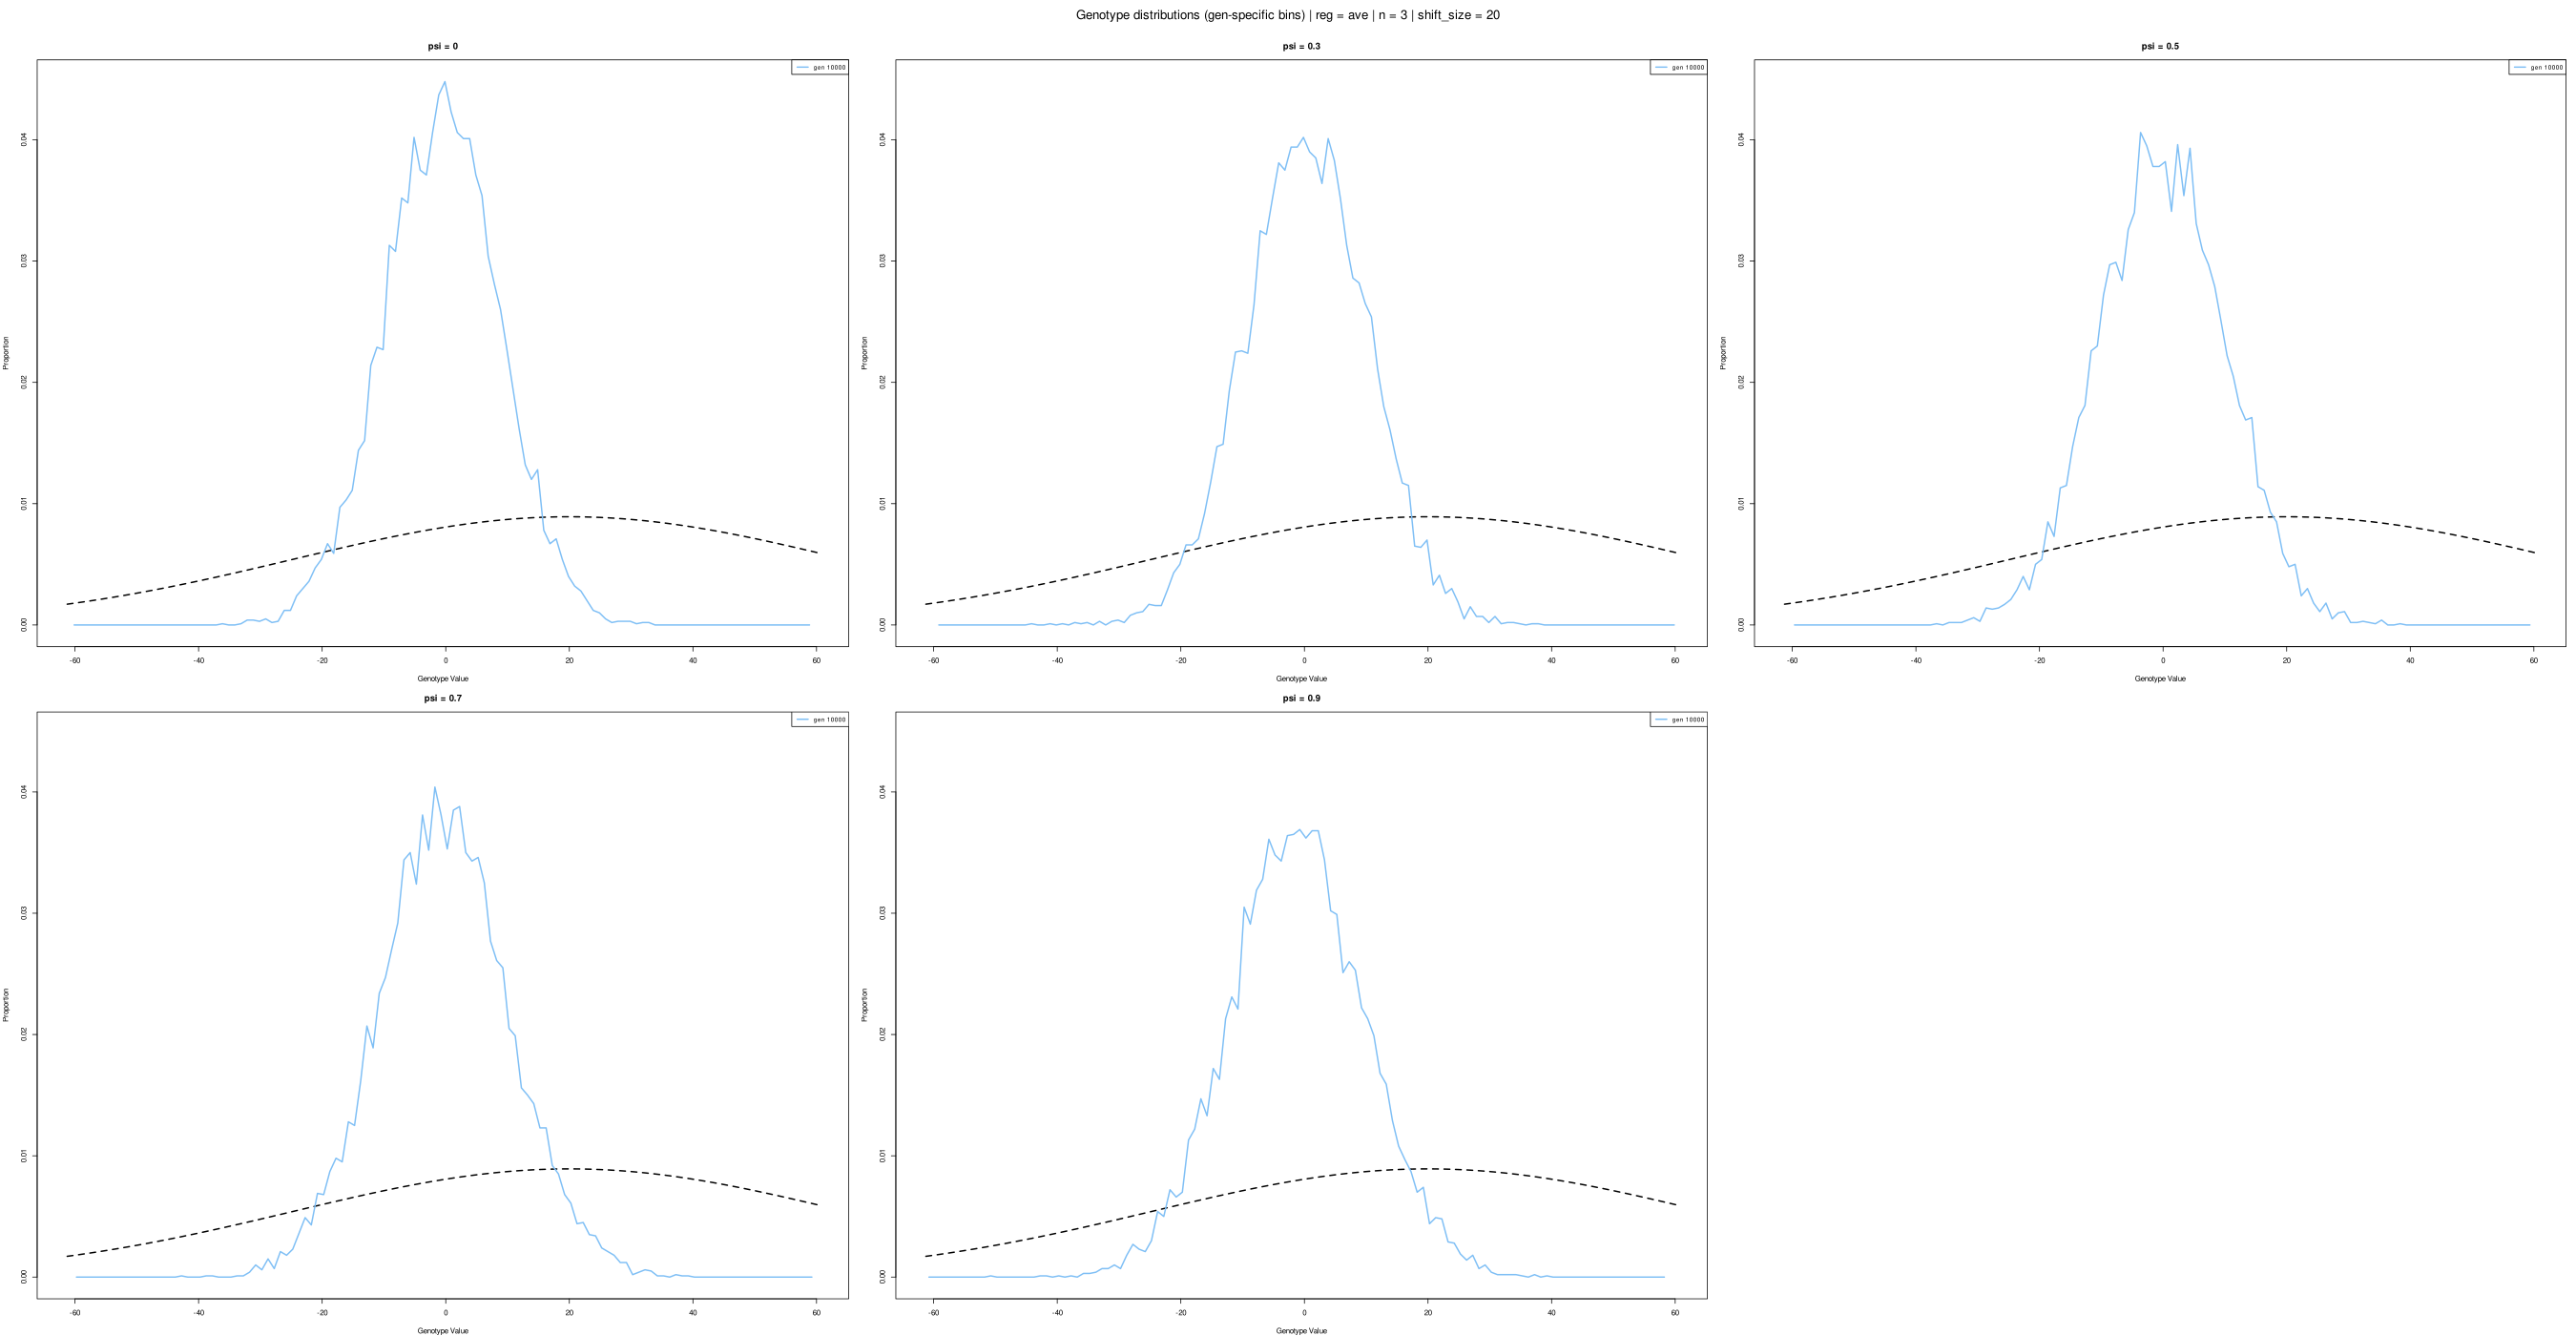 Genotype distributions (gen-specific bins) | reg = ave | n = 3 | shift_size = 20
psi = 0
gen 10000
Proportion
0.00 0.01 0.02 0.03 0.04
-60 -40 -20 0 20 40 60
Genotype Value
psi = 0.3
gen 10000
Proportion
0.00 0.01 0.02 0.03 0.04
-60 -40 -20 0 20 40 60
Genotype Value
psi = 0.5
gen 10000
Proportion
0.00 0.01 0.02 0.03 0.04
-60 -40 -20 0 20 40 60
Genotype Value
psi = 0.7
gen 10000
Proportion
0.00 0.01 0.02 0.03 0.04
-60 -40 -20 0 20 40 60
Genotype Value
psi = 0.9
gen 10000
Proportion
0.00 0.01 0.02 0.03 0.04
-60 -40 -20 0 20 40 60
Genotype Value